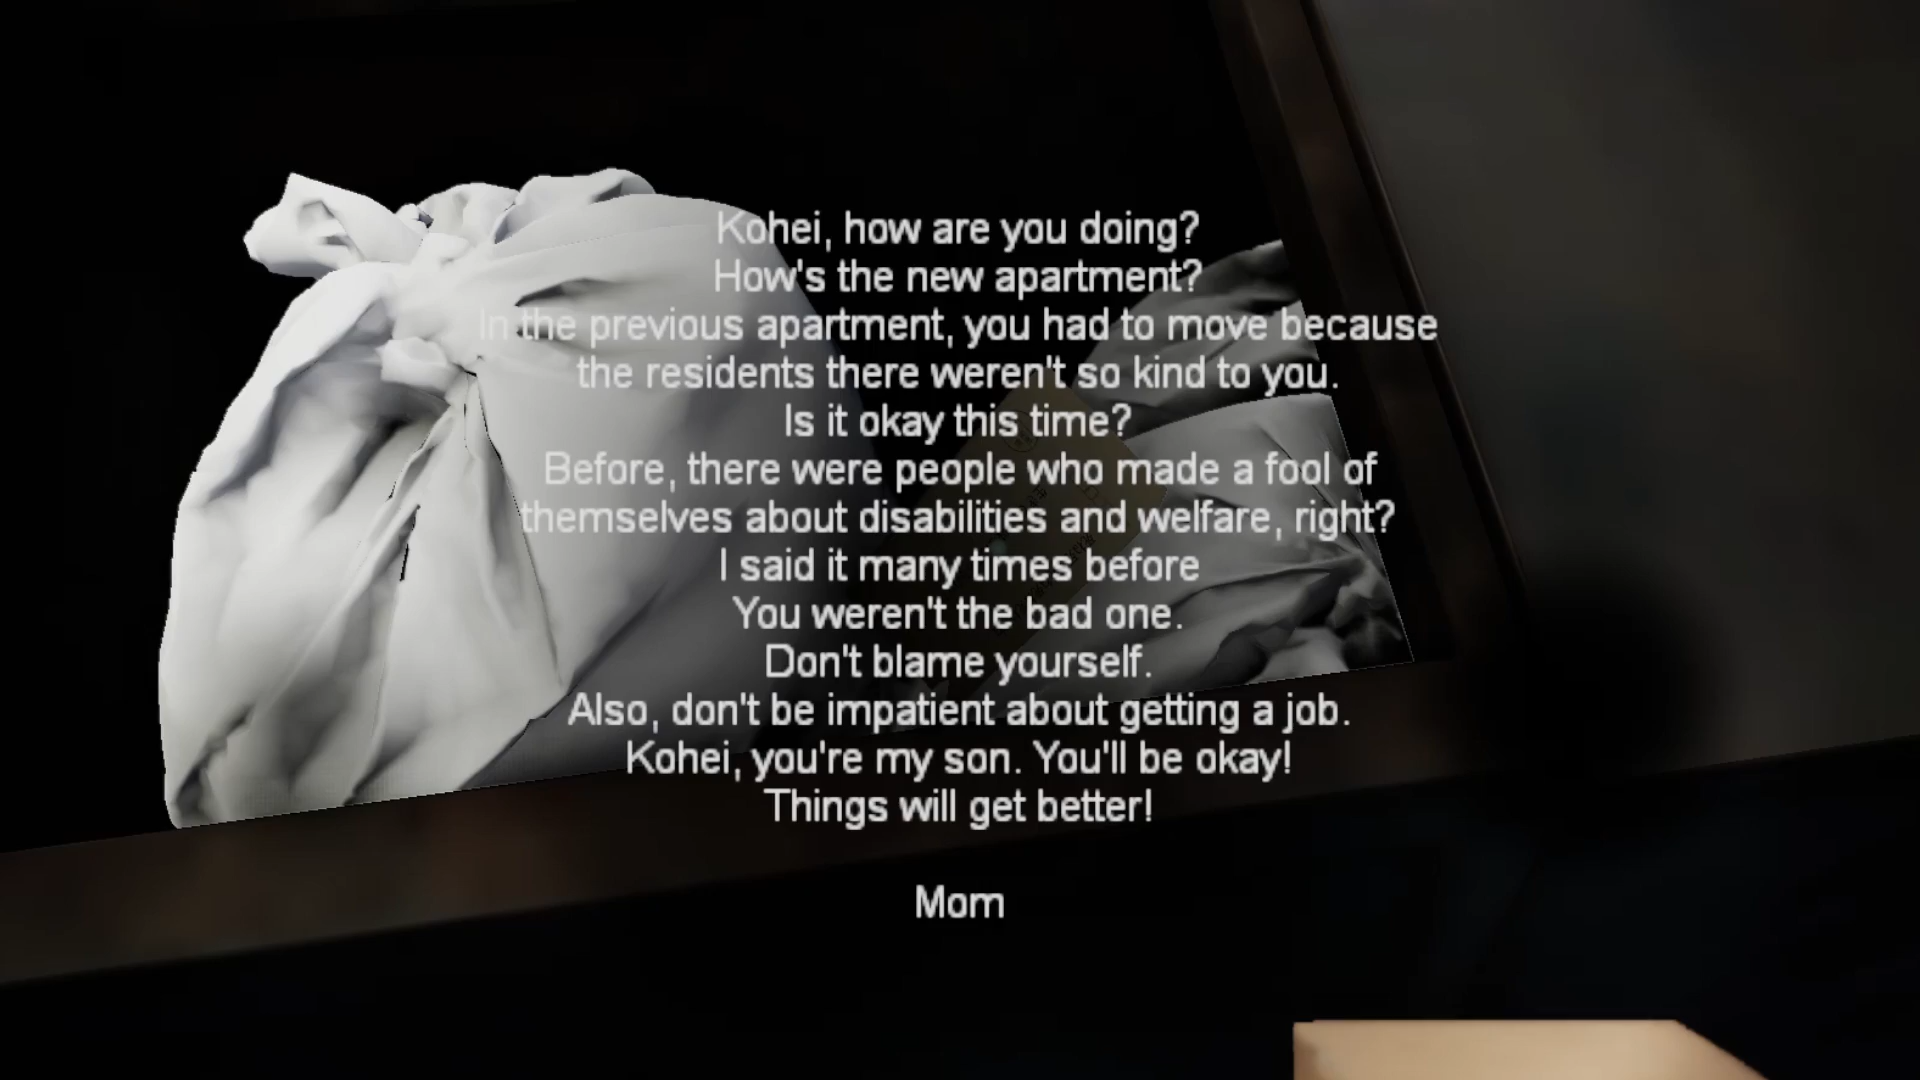 Kohei, how are you doing?
How's the new apartment?
In the previous apartment, you had to move because
the residents there weren't so kind to you.
Is it okay this time?
Before, there were people who made a fool of
themselves about disabilities and welfare, right?
I said it many times before
You weren't the bad one.
Don't blame yourself.
Also, don't be impatient about getting a job.
Kohei, you're my son. You'll be okay!
Things will get better!
Mom